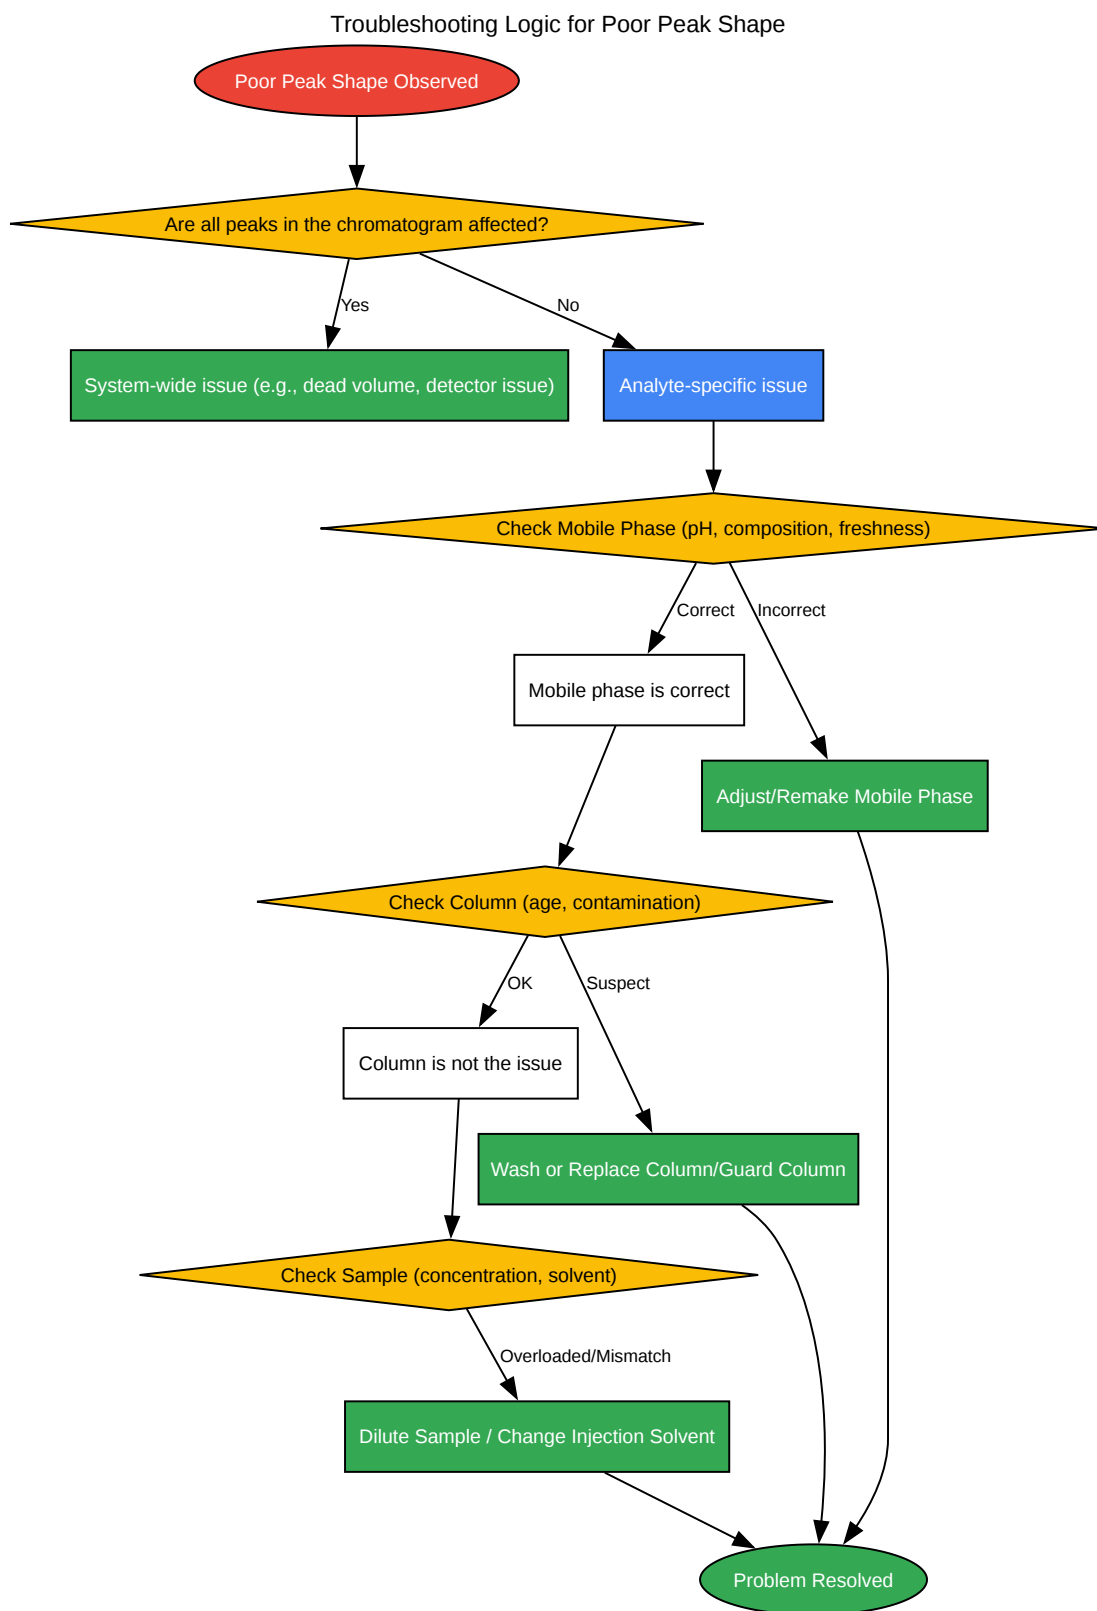 Troubleshooting Logic for Poor Peak Shape
Poor Peak Shape Observed
Are all peaks in the chromatogram affected?
Yes
No
System-wide issue (e.g., dead volume, detector issue)
Analyte-specific issue
Check Mobile Phase (pH, composition, freshness)
Correct
Incorrect
Mobile phase is correct
Adjust/Remake Mobile Phase
Check Column (age, contamination)
OK
Suspect
Column is not the issue
Wash or Replace Column/Guard Column
Check Sample (concentration, solvent)
Overloaded/Mismatch
Dilute Sample / Change Injection Solvent
Problem Resolved